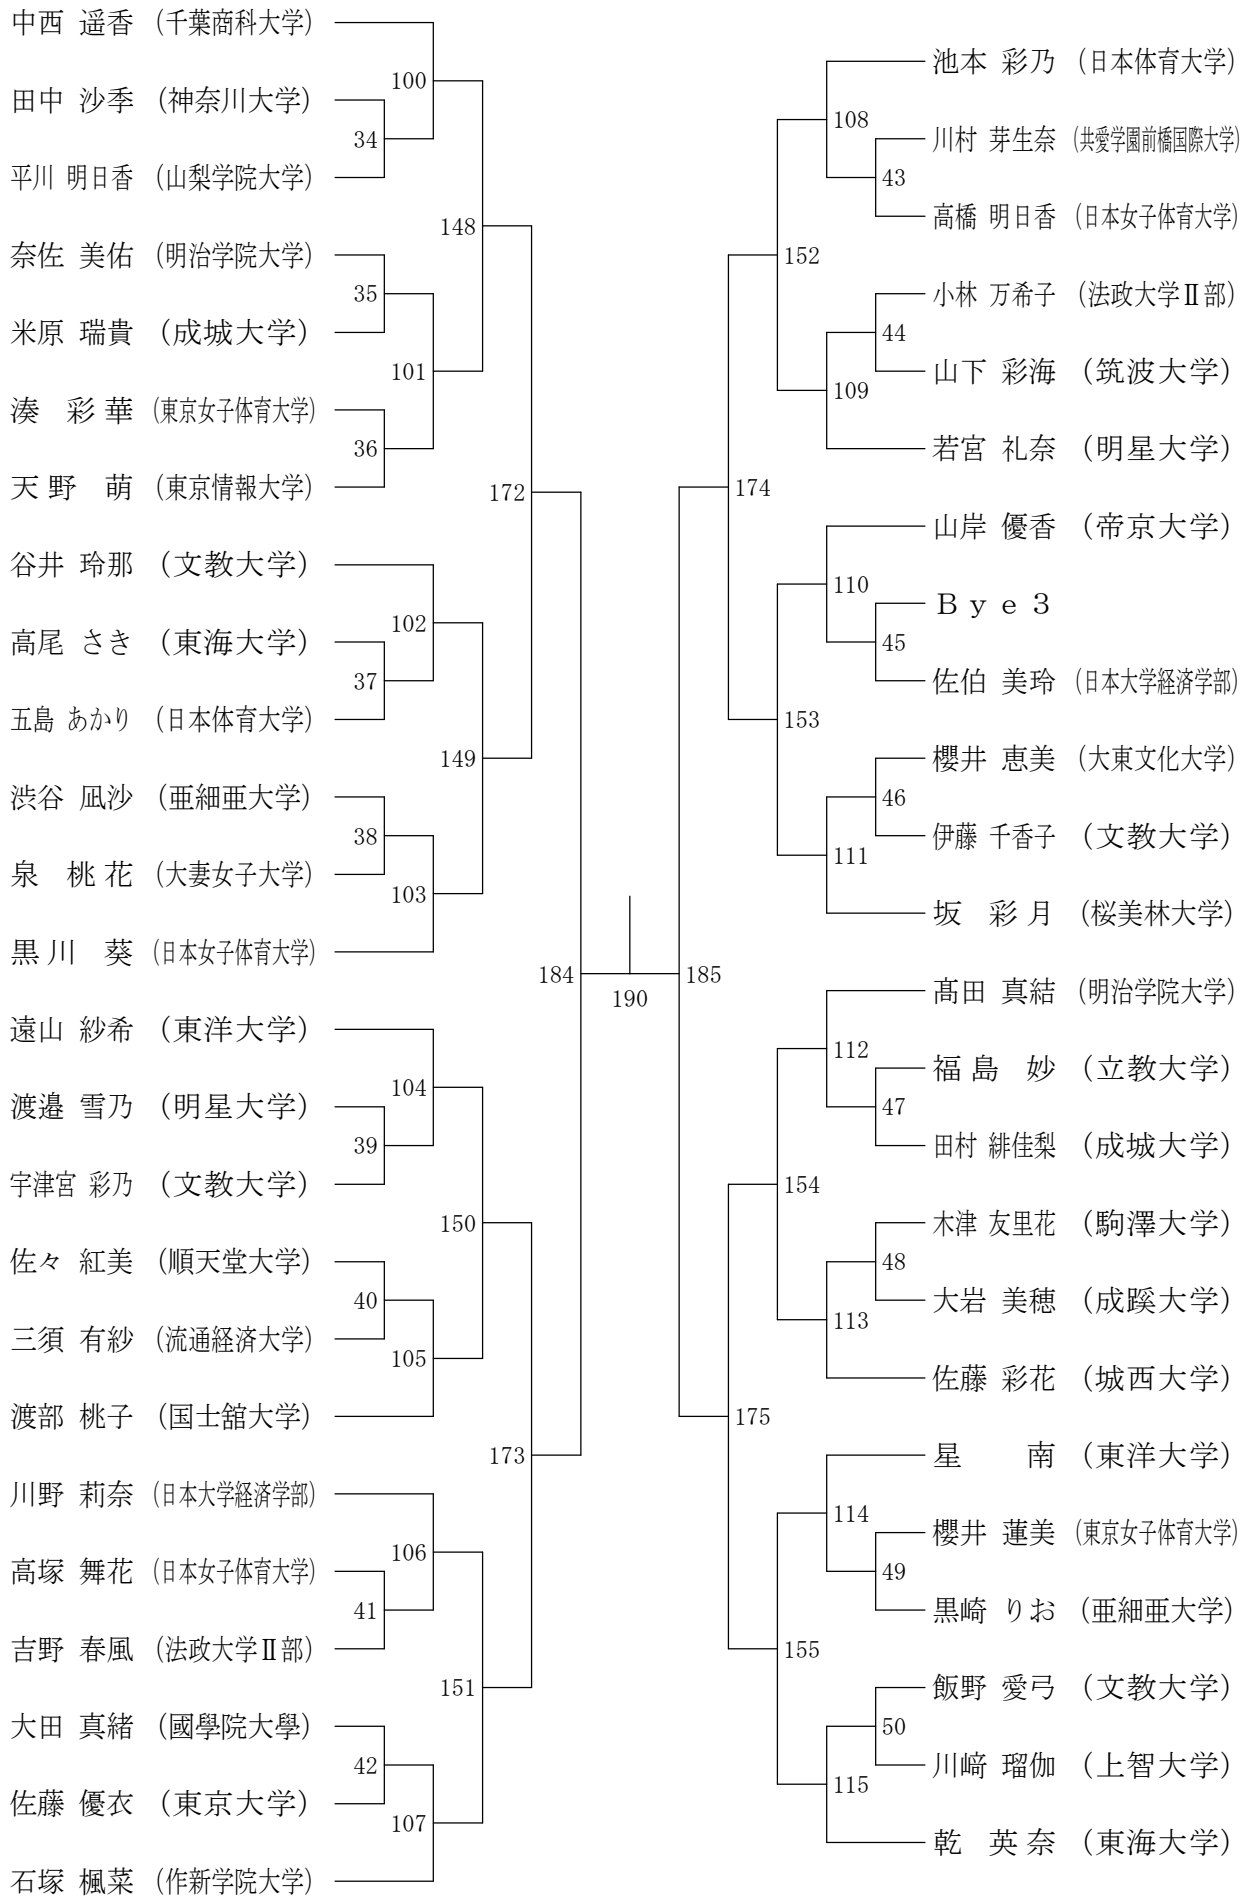 中西 遥香 (千葉商科大学)
100
田中 沙季 (神奈川大学)
34
平川 明日香 (山梨学院大学)
148
奈佐 美佑 (明治学院大学)
35
米原 瑞貴 (成城大学)
101
湊 彩華 (東京女子体育大学)
36
天野 萌 (東京情報大学)
172
谷井 玲那 (文教大学)
102
高尾 さき (東海大学)
37
五島 あかり (日本体育大学)
149
渋谷 凪沙 (亜細亜大学)
38
泉 桃花 (大妻女子大学)
103
黒川 葵 (日本女子体育大学)
184
遠山 紗希 (東洋大学)
104
渡邉 雪乃 (明星大学)
39
宇津宮 彩乃 (文教大学)
150
佐々 紅美 (順天堂大学)
40
三須 有紗 (流通経済大学)
105
渡部 桃子 (国士舘大学)
173
川野 莉奈 (日本大学経済学部)
106
高塚 舞花 (日本女子体育大学)
41
吉野 春風 (法政大学Ⅱ部)
151
大田 真緒 (國學院大學)
42
佐藤 優衣 (東京大学)
107
石塚 楓菜 (作新学院大学)
190
池本 彩乃 (日本体育大学)
108
川村 芽生奈 (共愛学園前橋国際大学)
43
高橋 明日香 (日本女子体育大学)
152
小林 万希子 (法政大学Ⅱ部)
44
山下 彩海 (筑波大学)
109
若宮 礼奈 (明星大学)
174
山岸 優香 (帝京大学)
110
Bye3
45
佐伯 美玲 (日本大学経済学部)
153
櫻井 恵美 (大東文化大学)
46
伊藤 千香子 (文教大学)
111
坂 彩月 (桜美林大学)
185
髙田 真結 (明治学院大学)
112
福島 妙 (立教大学)
47
田村 緋佳梨 (成城大学)
154
木津 友里花 (駒澤大学)
48
大岩 美穂 (成蹊大学)
113
佐藤 彩花 (城西大学)
175
星 南 (東洋大学)
114
櫻井 蓮美 (東京女子体育大学)
49
黒崎 りお (亜細亜大学)
155
飯野 愛弓 (文教大学)
50
川﨑 瑠伽 (上智大学)
115
乾 英奈 (東海大学)